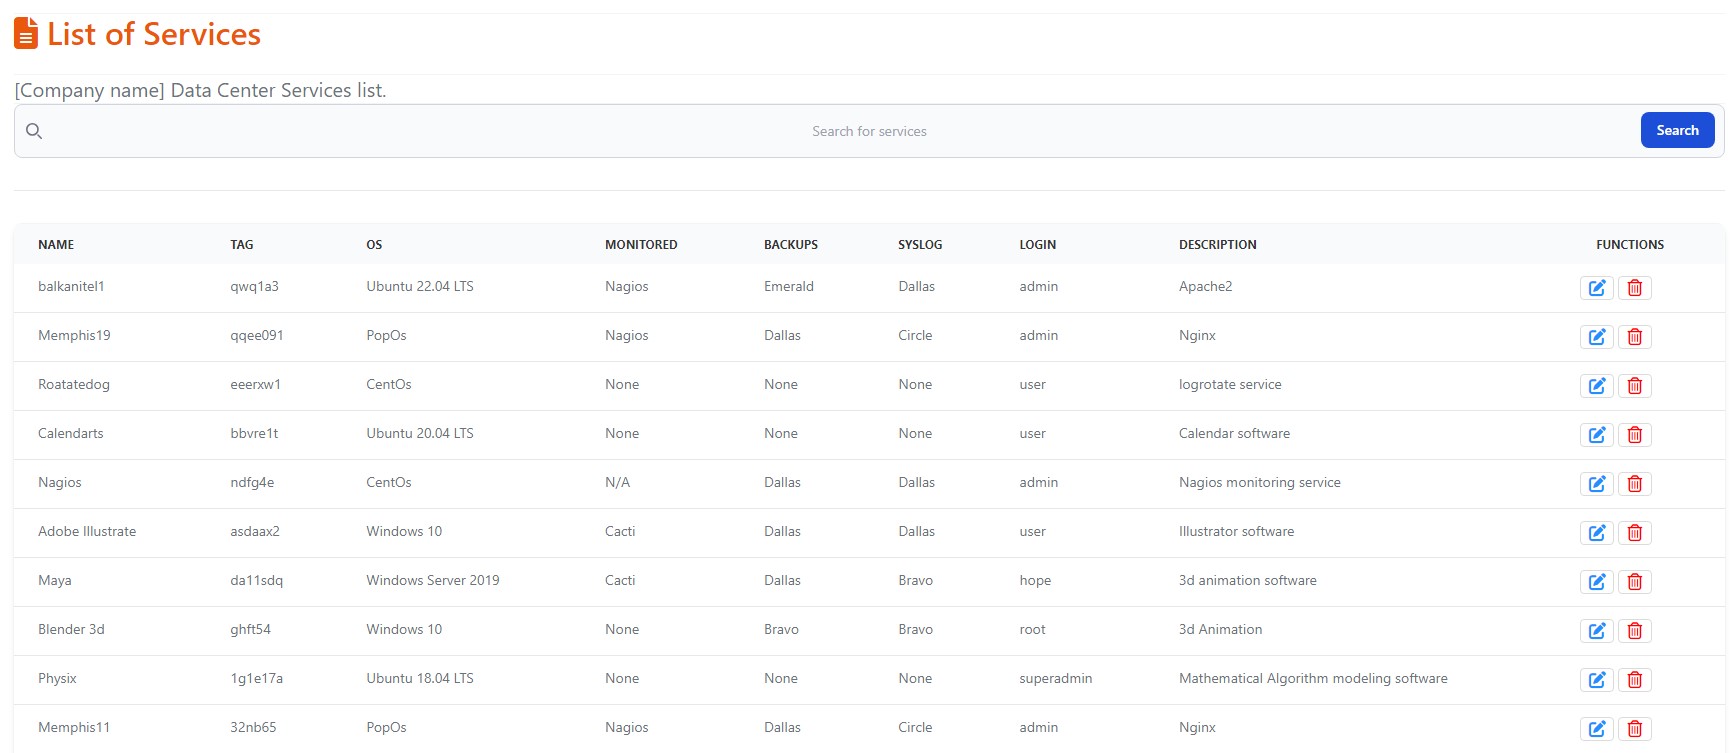 List of Services
[Company name] Data Center Services list.
Search for services
Search
NAME TAG OS MONITORED BACKUPS SYSLOG LOGIN DESCRIPTION FUNCTIONS
balkanitel1 qwq1a3 Ubuntu 22.04 LTS Nagios Emerald Dallas admin Apache2
Memphis19 qqee091 PopOs Nagios Dallas Circle admin Nginx
Roatatedog eeerxw1 CentOs None None None user logrotate service
Calendarts bbvre1t Ubuntu 20.04 LTS None None None user Calendar software
Nagios ndfg4e CentOs N/A Dallas Dallas admin Nagios monitoring service
Adobe Illustrate asdaax2 Windows 10 Cacti Dallas Dallas user Illustrator software
Maya da11sdq Windows Server 2019 Cacti Dallas Bravo hope 3d animation software
Blender 3d ghft54 Windows 10 None Bravo Bravo root 3d Animation
Physix 1g1e17a Ubuntu 18.04 LTS None None None superadmin Mathematical Algorithm modeling software
Memphis11 32nb65 PopOs Nagios Dallas Circle admin Nginx